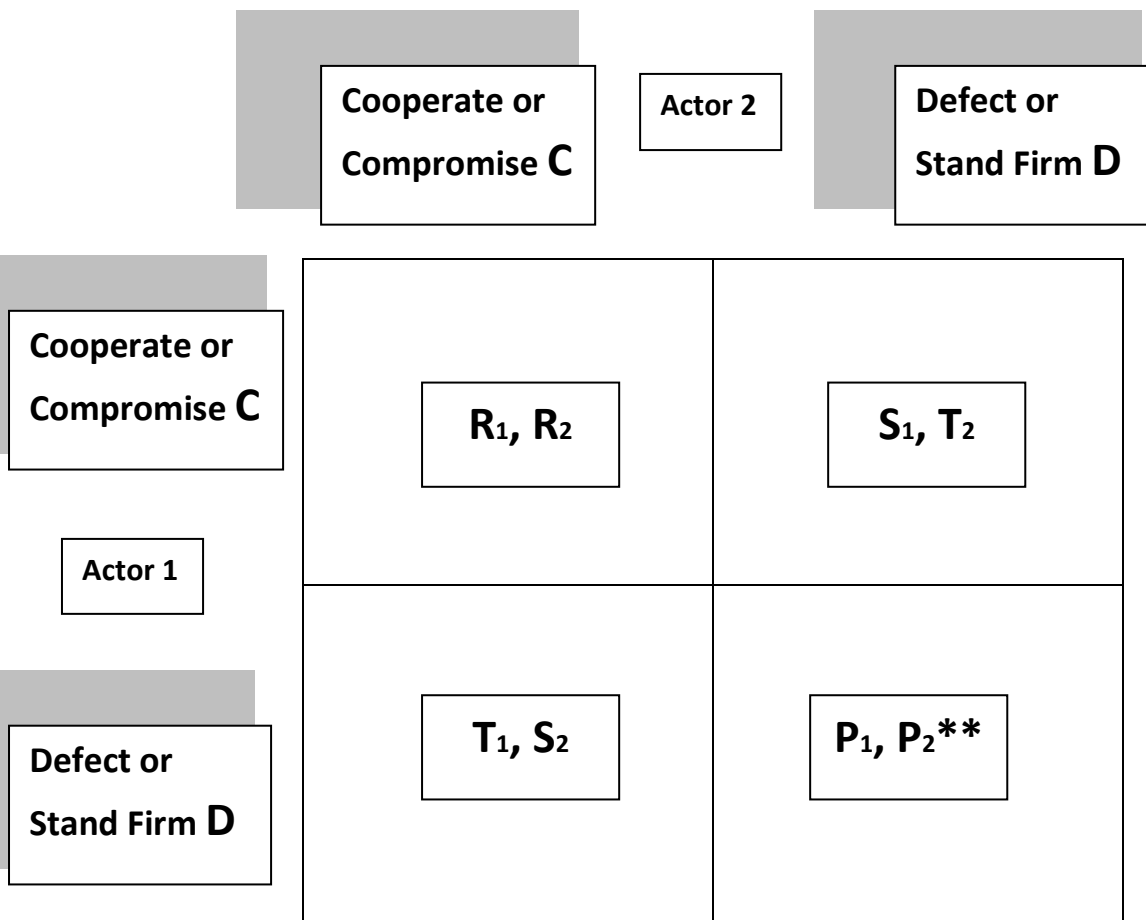 Cooperate or
Compromise C
Actor 2
Defect or
Stand Firm D
Cooperate or
Compromise C
R₁, R₂
S₁, T₂
Actor 1
Defect or
Stand Firm D
T₁, S₂
P₁, P₂**